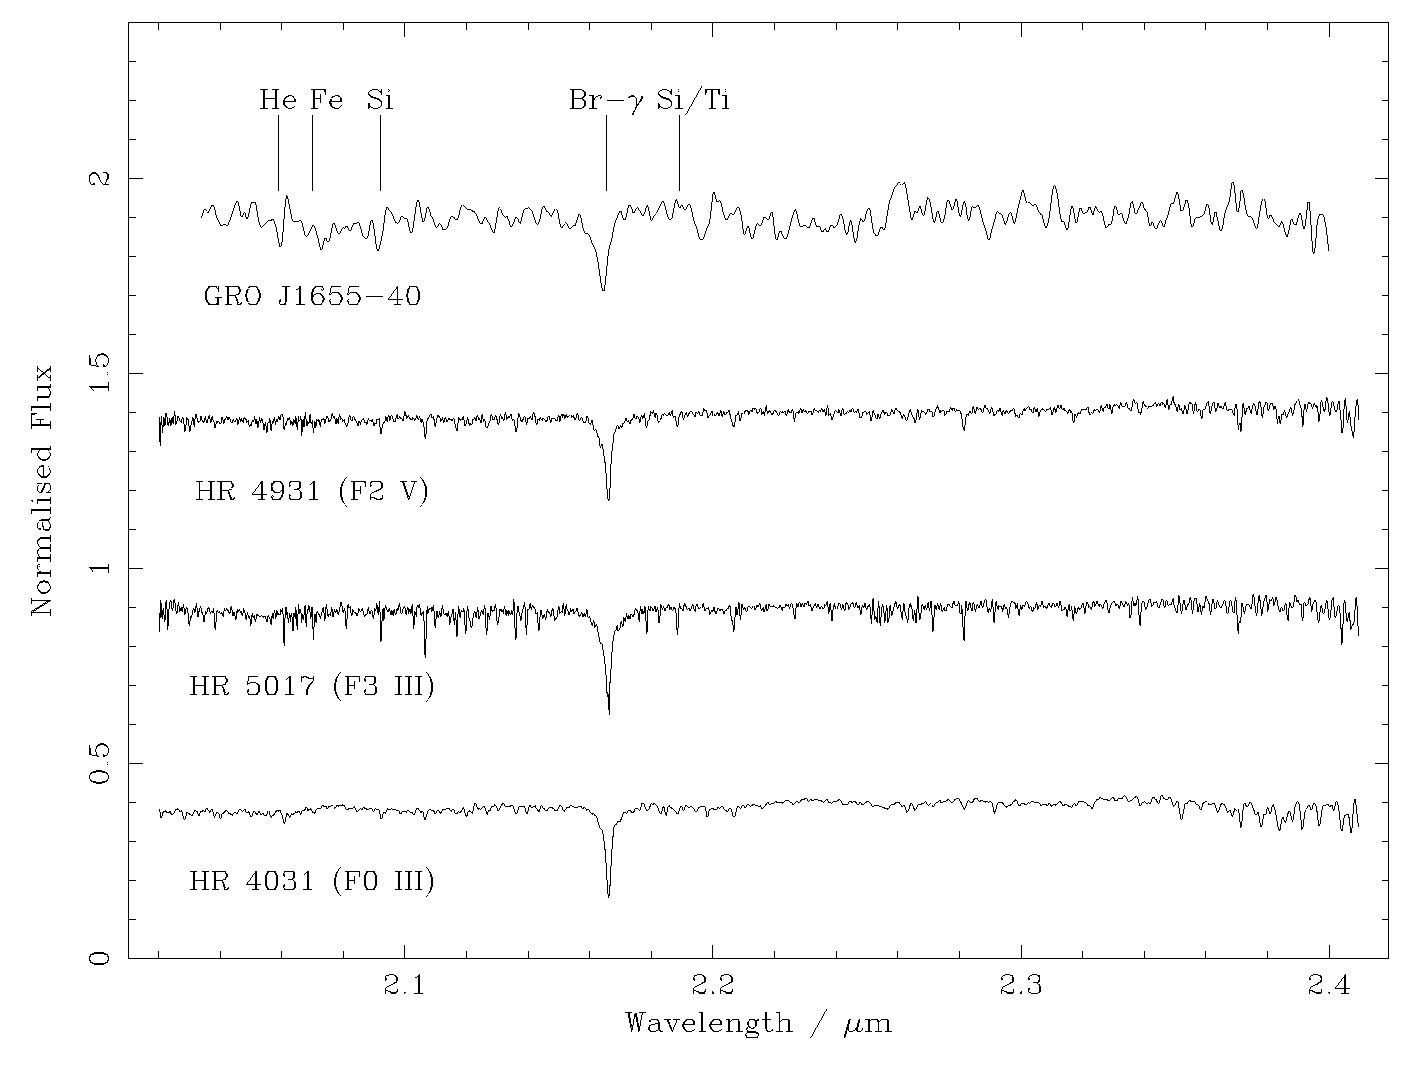 He Fe Si Br-γ Si/Ti
2
GRO J1655-40
1.5
HR 4931 (F2 V)
Normalised Flux
1
HR 5017 (F3 III)
0.5
HR 4031 (F0 III)
0
2.1 2.2 2.3 2.4
Wavelength / μm